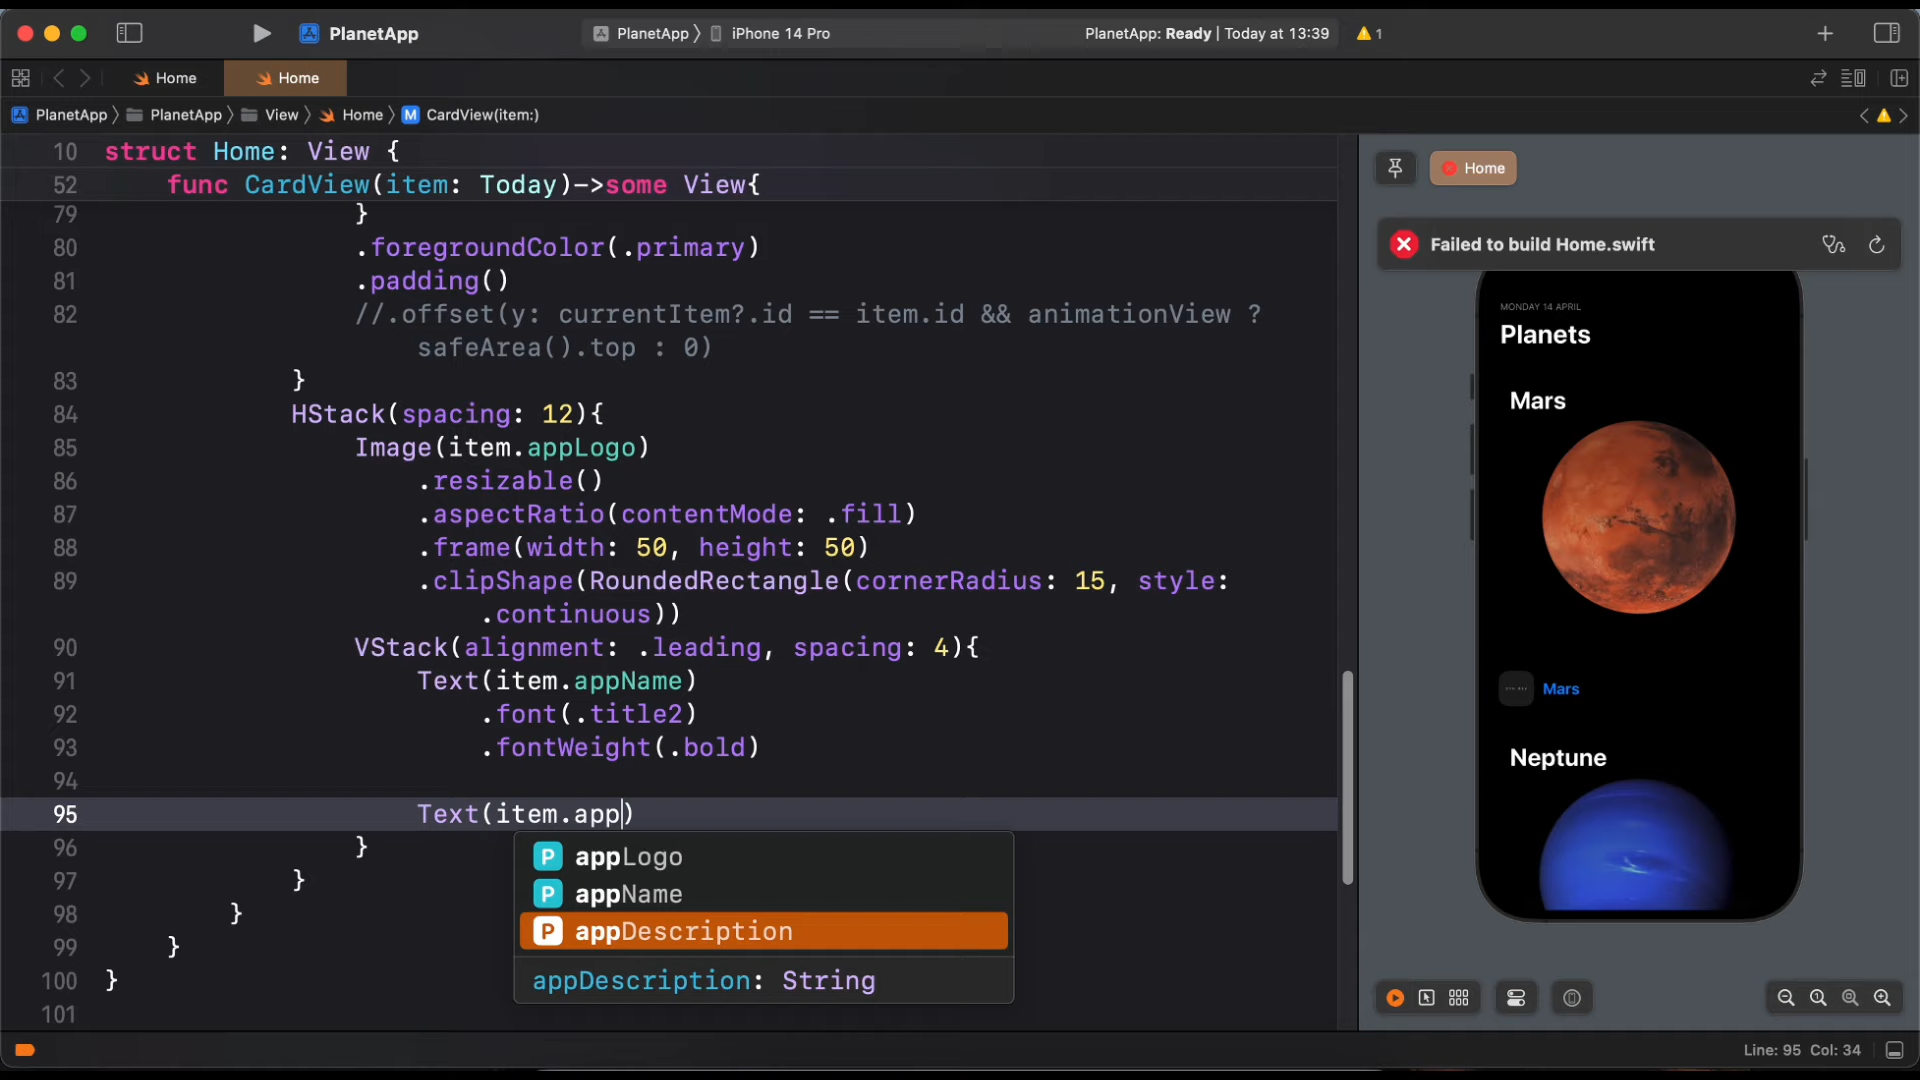 PlanetApp
PlanetApp
iPhone 14 Pro
PlanetApp: Ready | Today at 13:39
1
Home
Home
PlanetApp
PlanetApp
View
Home
M CardView(item:)
10 struct Home: View {
52 func CardView(item: Today)->some View{
79 }
80 .foregroundColor(.primary)
81 .padding()
82 //.offset(y: currentItem?.id == item.id && animationView ?
safeArea().top : 0)
83 }
84 HStack(spacing: 12){
85 Image(item.appLogo)
86 .resizable()
87 .aspectRatio(contentMode: .fill)
88 .frame(width: 50, height: 50)
89 .clipShape(RoundedRectangle(cornerRadius: 15, style:
.continuous))
90 VStack(alignment: .leading, spacing: 4){
91 Text(item.appName)
92 .font(.title2)
93 .fontWeight(.bold)
94
95 Text(item.app)
96 }
97 }
98 }
99 }
100 }
101
P appLogo
P appName
P appDescription
appDescription: String
Home
Failed to build Home.swift
MONDAY 14 APRIL
Planets
Mars
Mars
Neptune
Line: 95 Col: 34